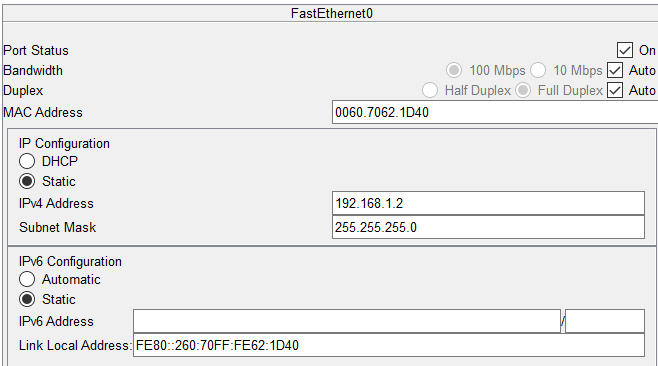 FastEthernet0
Port Status On
Bandwidth 100 Mbps 10 Mbps Auto
Duplex Half Duplex Full Duplex Auto
MAC Address 0060.7062.1D40
IP Configuration
DHCP
Static
IPv4 Address 192.168.1.2
Subnet Mask 255.255.255.0
IPv6 Configuration
Automatic
Static
IPv6 Address /
Link Local Address: FE80::260:70FF:FE62:1D40